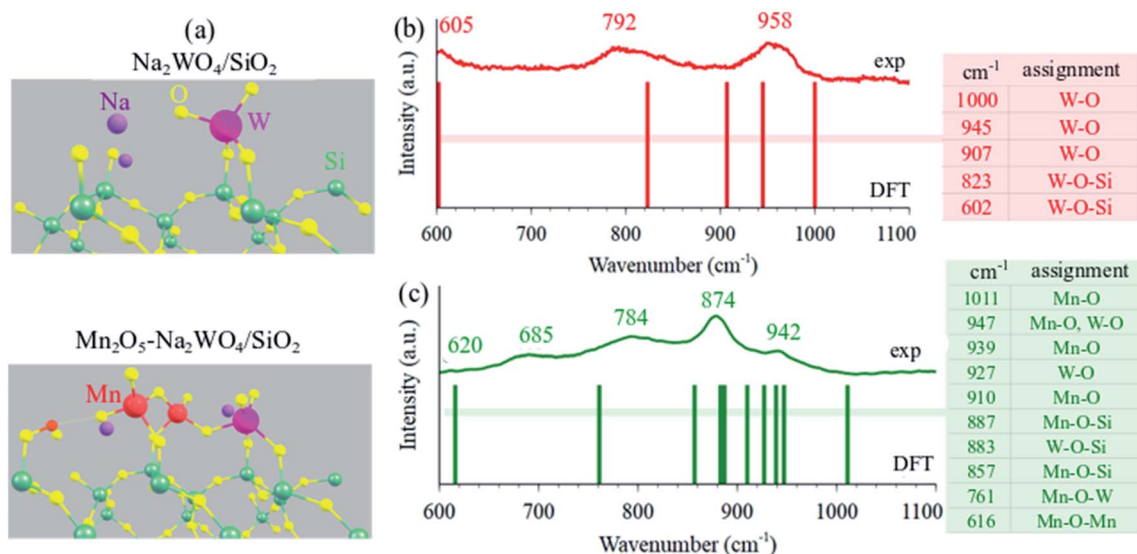 (a)
Na₂WO₄/SiO₂
Na
O
W
Si
Mn₂O₅-Na₂WO₄/SiO₂
Mn
(b)
605
792
958
exp
DFT
Intensity (a.u.)
600 700 800 900 1000 1100
Wavenumber (cm⁻¹)
cm⁻¹ assignment
1000 W-O
945 W-O
907 W-O
823 W-O-Si
602 W-O-Si
(c)
620
685
784
874
942
exp
DFT
Intensity (a.u.)
600 700 800 900 1000 1100
Wavenumber (cm⁻¹)
cm⁻¹ assignment
1011 Mn-O
947 Mn-O, W-O
939 Mn-O
927 W-O
910 Mn-O
887 Mn-O-Si
883 W-O-Si
857 Mn-O-Si
761 Mn-O-W
616 Mn-O-Mn